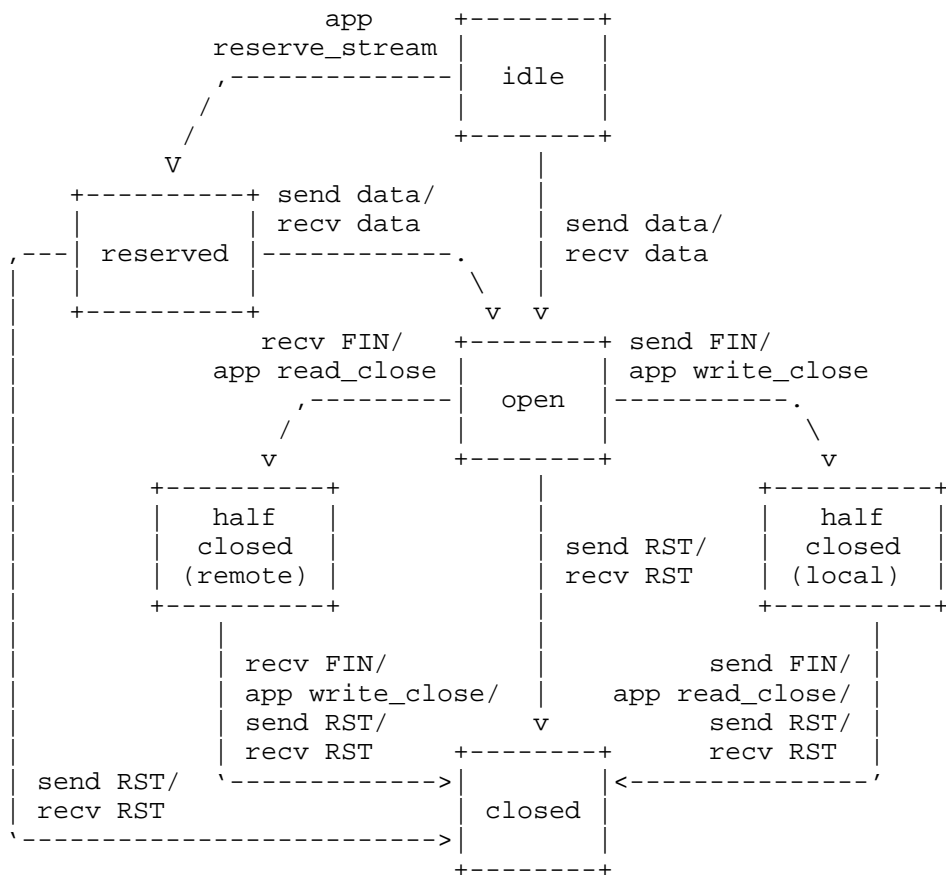 app
reserve_stream
idle
send data/
recv data
send data/
recv data
reserved
recv FIN/
app read_close
send FIN/
app write_close
open
half
closed
(remote)
send RST/
recv RST
half
closed
(local)
recv FIN/
app write_close/
send RST/
recv RST
send FIN/
app read_close/
send RST/
recv RST
send RST/
recv RST
closed